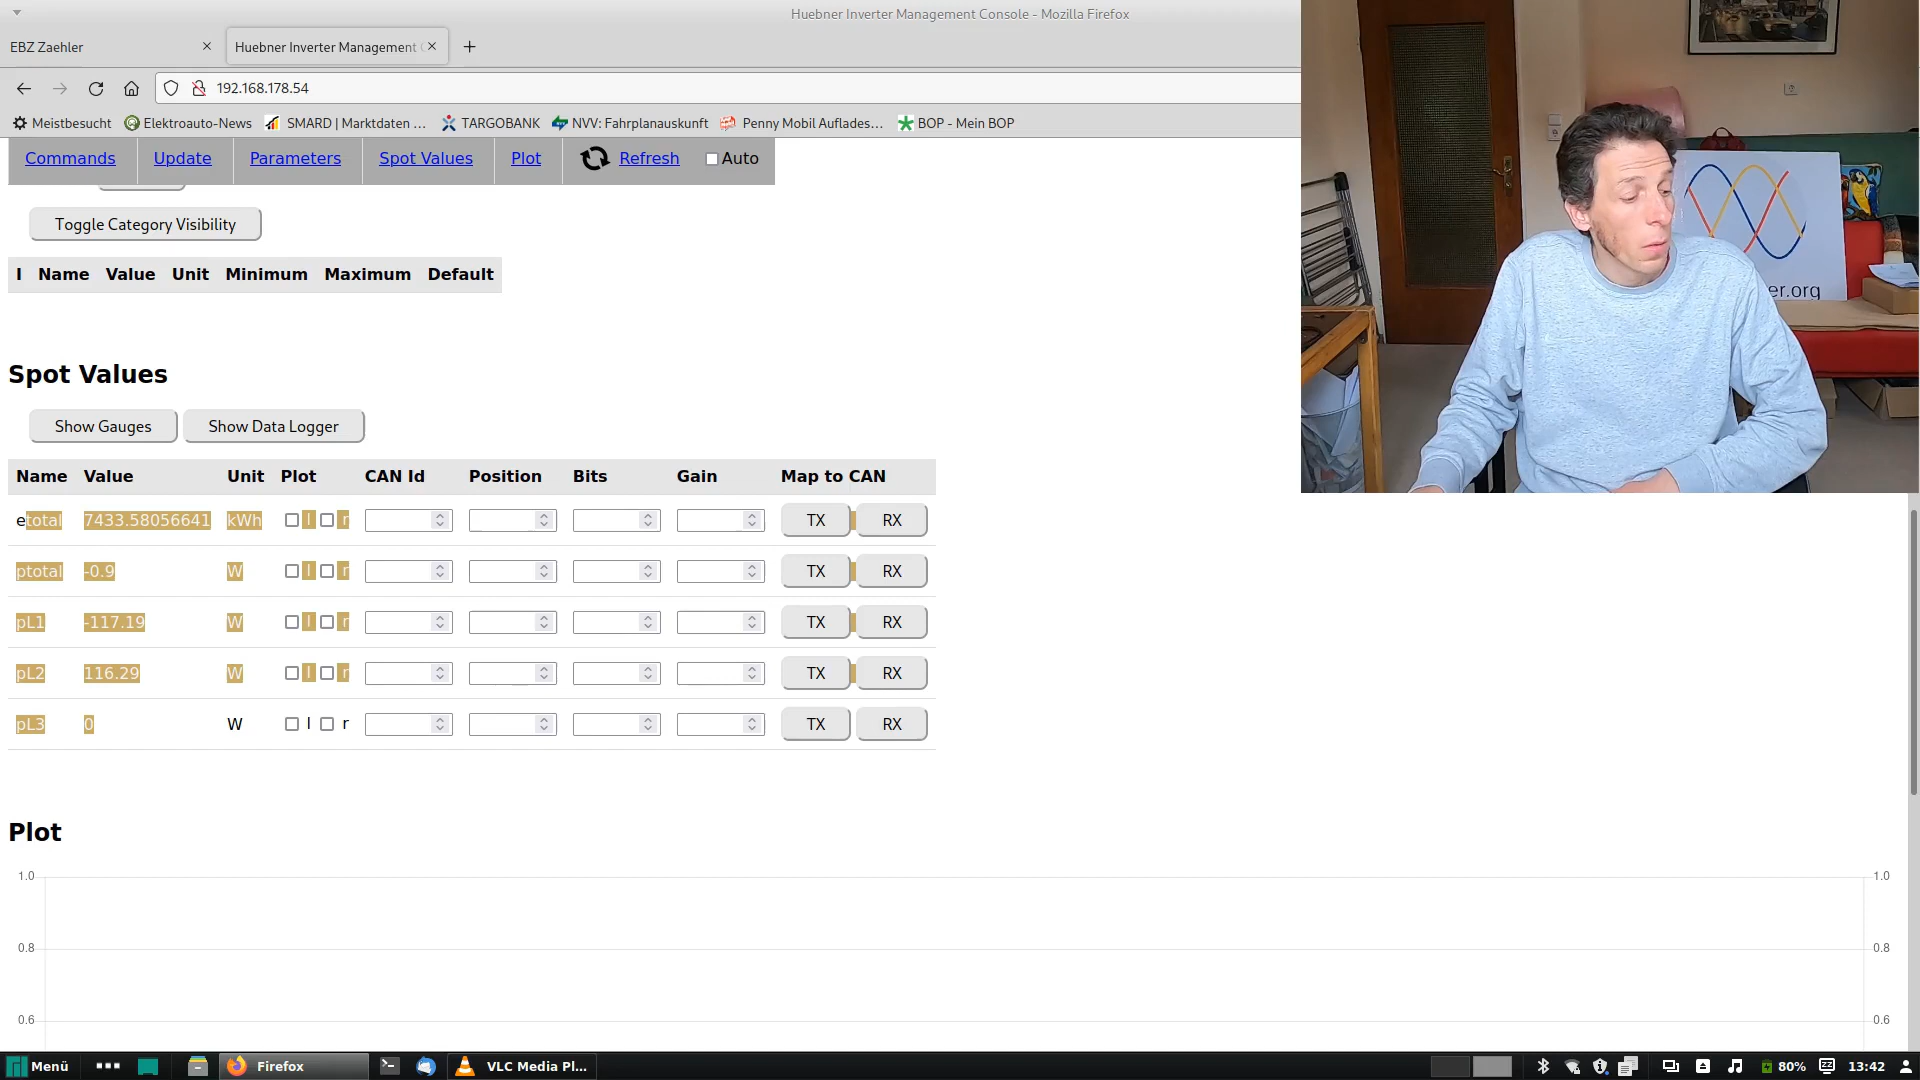 Huebner Inverter Management Console - Mozilla Firefox
EBZ Zaehler
Huebner Inverter Management
192.168.178.54
Meistbesucht Elektroauto-News SMARD | Marktdaten ... TARGOBANK NVV: Fahrplanauskunft Penny Mobil Auflades... BOP - Mein BOP
Commands Update Parameters Spot Values Plot Refresh Auto
Toggle Category Visibility
I Name Value Unit Minimum Maximum Default
er.org
Spot Values
Show Gauges Show Data Logger
Name Value Unit Plot CAN Id Position Bits Gain Map to CAN
etotal 7433.58056641 kWh l r TX RX
ptotal -0.9 W l r TX RX
pL1 -117.19 W l r TX RX
pL2 116.29 W l r TX RX
pL3 0 W l r TX RX
Plot
1.0 1.0
0.8 0.8
0.6 0.6
Menü Firefox VLC Media Pl... 80% 13:42